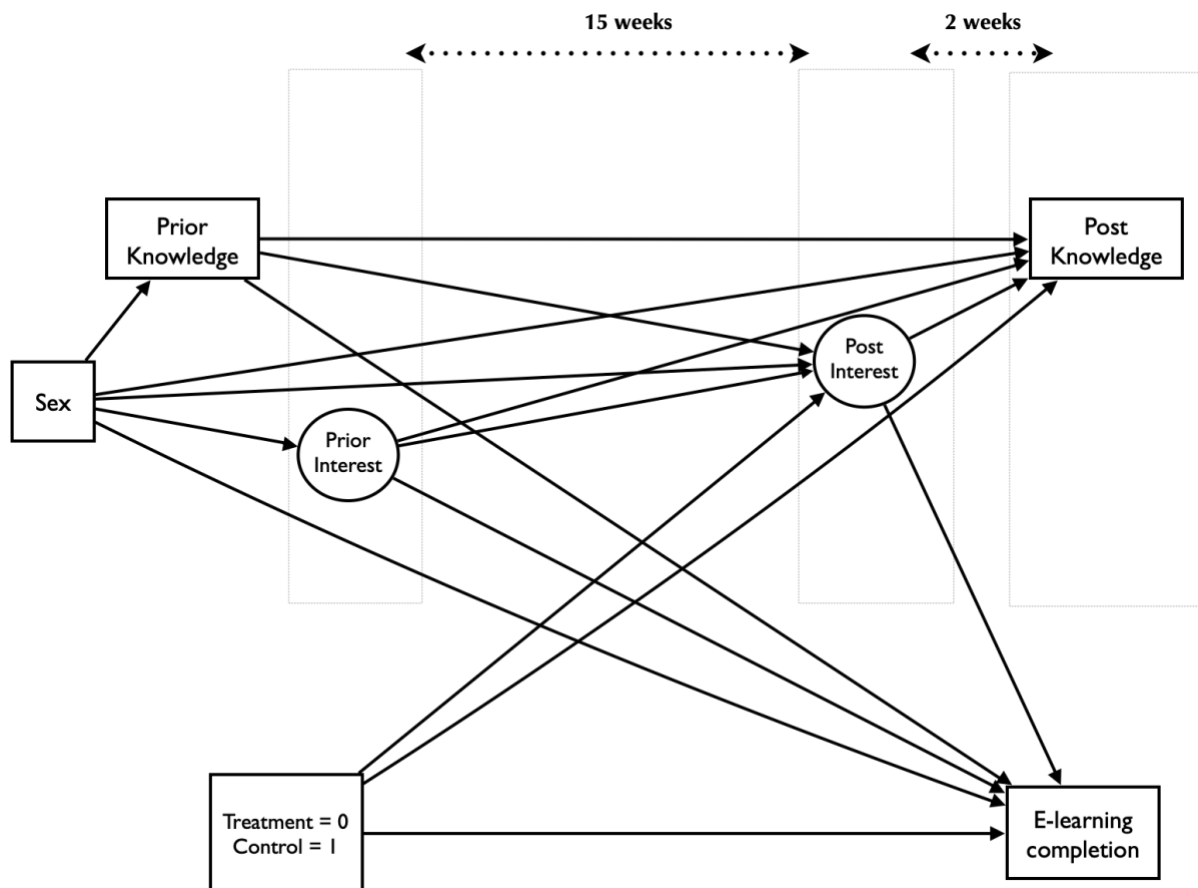 15 weeks
2 weeks
Prior
Knowledge
Post
Knowledge
Post
Interest
Sex
Prior
Interest
Treatment = 0
Control = 1
E-learning
completion